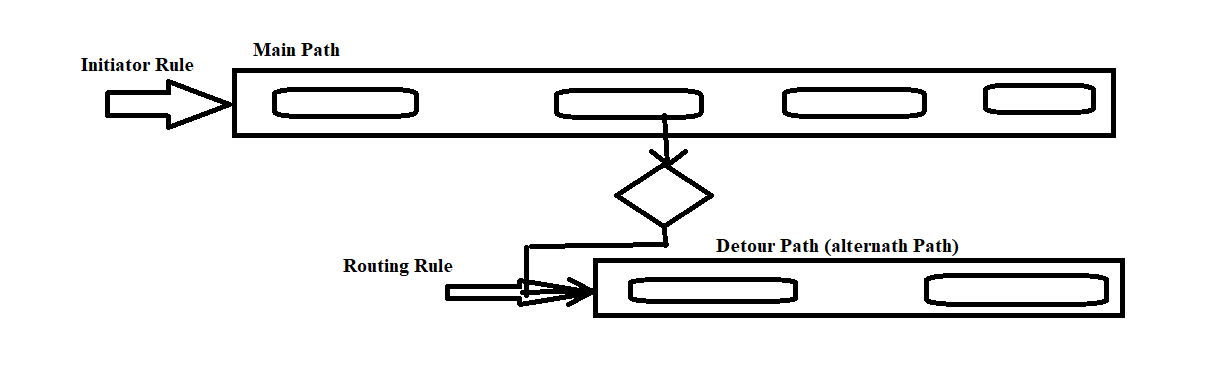 Main Path
Initiator Rule
Detour Path (alternath Path)
Routing Rule